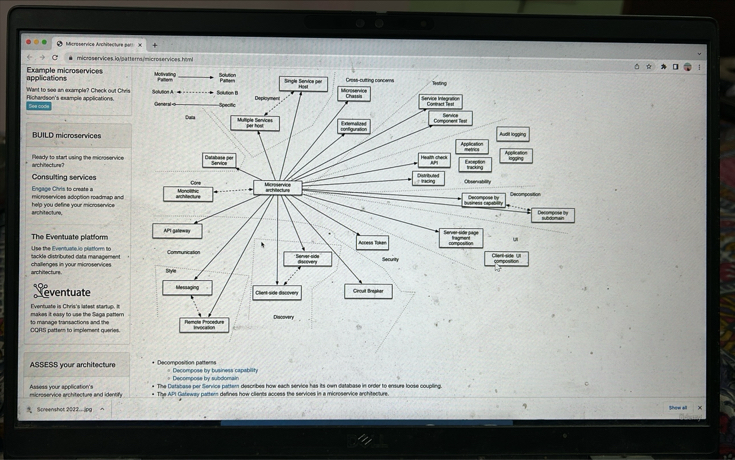 Microservice Architecture patt
microservices.io/patterns/microservices.html
Example microservices
applications
Want to see an example? Check out Chris
Richardson's example applications.
See code
BUILD microservices
Ready to start using the microservice
architecture?
Consulting services
Engage Chris to create a
microservices adoption roadmap and
help you define your microservice
architecture,
The Eventuate platform
Use the Eventuate.io platform to
tackle distributed data management
challenges in your microservices
architecture.
eventuate
Eventuate is Chris's latest startup. It
makes it easy to use the Saga pattern
to manage transactions and the
CQRS pattern to implement queries.
ASSESS your architecture
Assess your application's
microservice architecture and identify
Motivating
Pattern
Solution
Pattern
Solution A
Solution B
General
Specific
Data
Deployment
Single Service per
Host
Multiple Services
per host
Cross-cutting concerns
Microservice
Chassis
Externalized
configuration
Testing
Service Integration
Contract Test
Service
Component Test
Database per
Service
Core
Monolithic
architecture
Microservice
architecture
Health check
API
Distributed
tracing
Application
metrics
Exception
tracking
Audit logging
Application
logging
Observability
Decompose by
business capability
Decomposition
Decompose by
subdomain
API gateway
Communication
Style
Messaging
Remote Procedure
Invocation
Server-side
discovery
Client-side discovery
Discovery
Access Token
Security
Circuit Breaker
Server-side page
fragment
composition
UI
Client-side UI
composition
• Decomposition patterns
Decompose by business capability
Decompose by subdomain
• The Database per Service pattern describes how each service has its own database in order to ensure loose coupling.
• The API Gateway pattern defines how clients access the services in a microservice architecture.
Screenshot 2022....jpg
Show all
Udemy